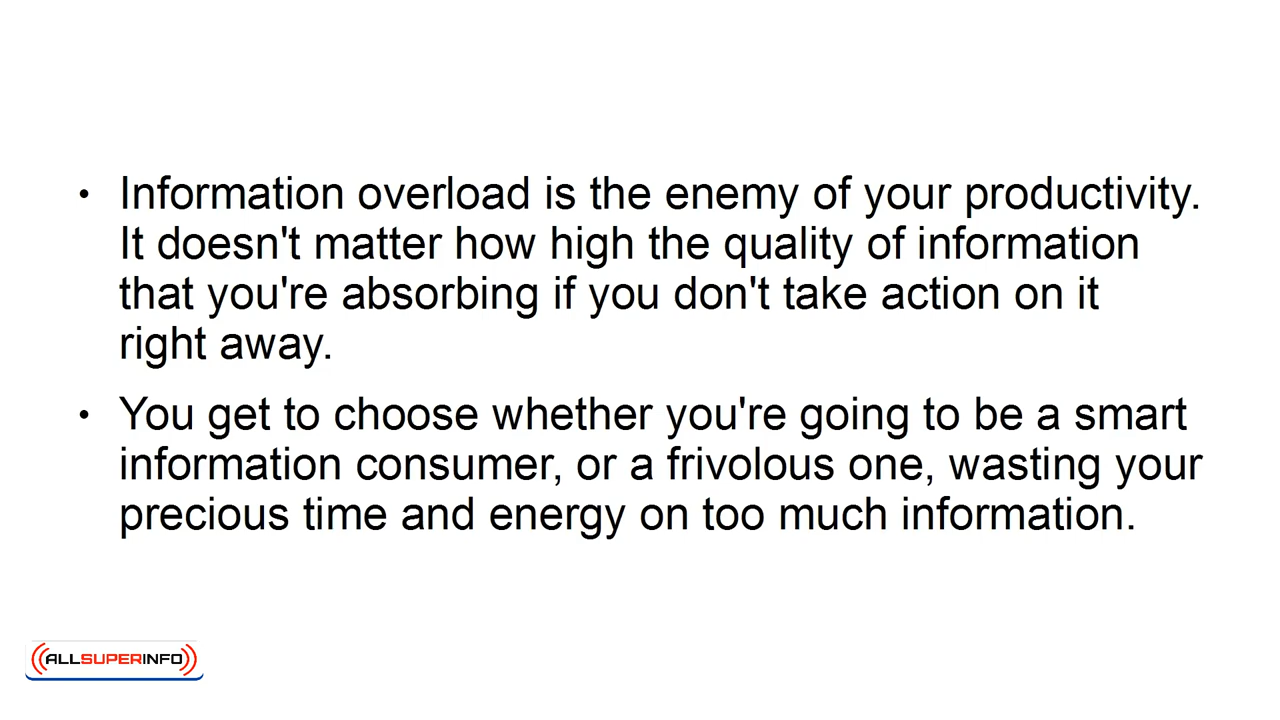 • Information overload is the enemy of your productivity.
It doesn't matter how high the quality of information
that you're absorbing if you don't take action on it
right away.
• You get to choose whether you're going to be a smart
information consumer, or a frivolous one, wasting your
precious time and energy on too much information.
ALLSUPERINFO